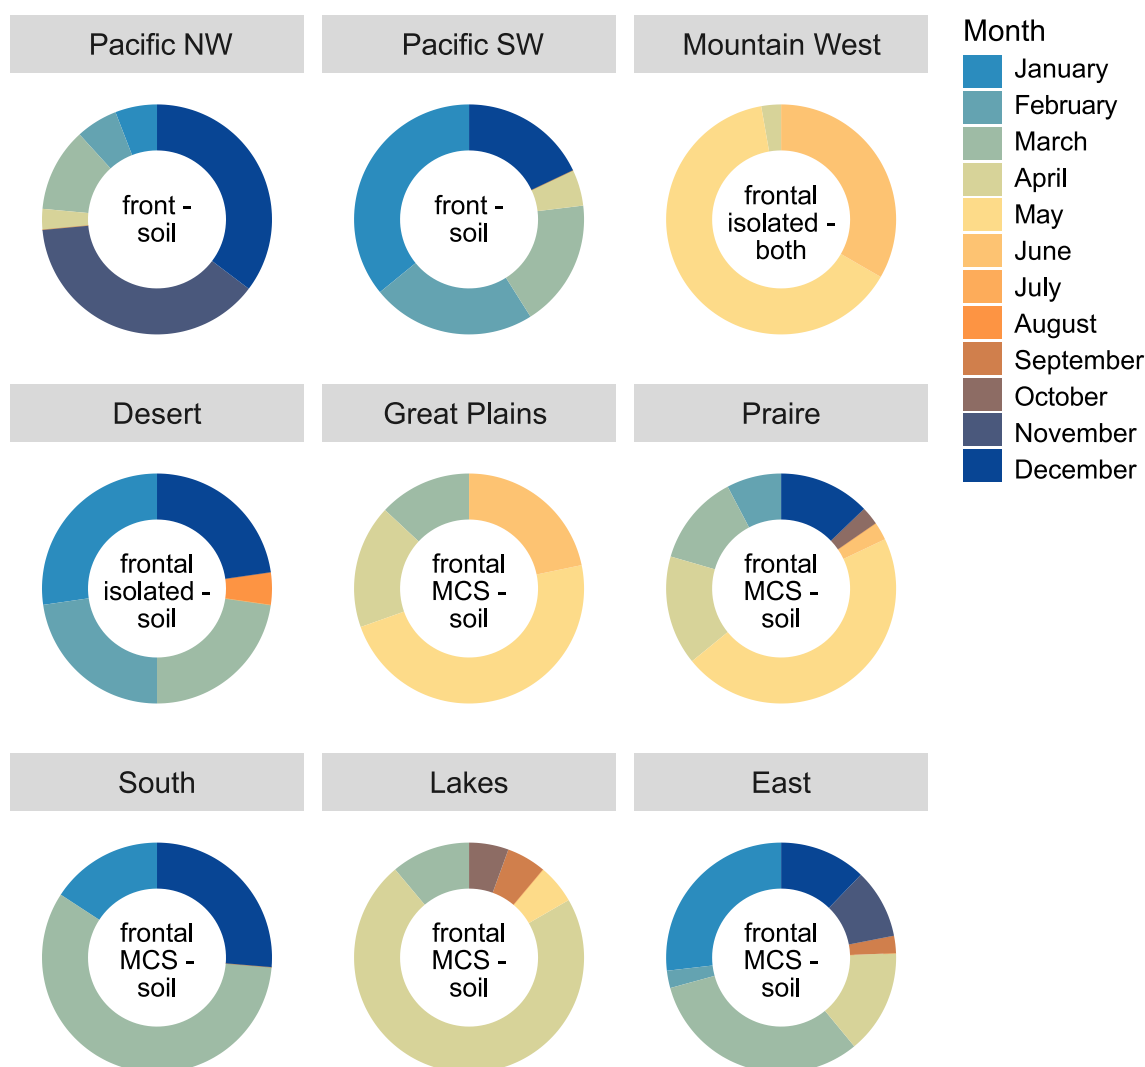 Pacific NW
Pacific SW
Mountain West
Month
January
February
March
April
May
June
July
August
September
October
November
December
front -
soil
front -
soil
frontal
isolated -
both
Desert
Great Plains
Praire
frontal
isolated -
soil
frontal
MCS -
soil
frontal
MCS -
soil
South
Lakes
East
frontal
MCS -
soil
frontal
MCS -
soil
frontal
MCS -
soil